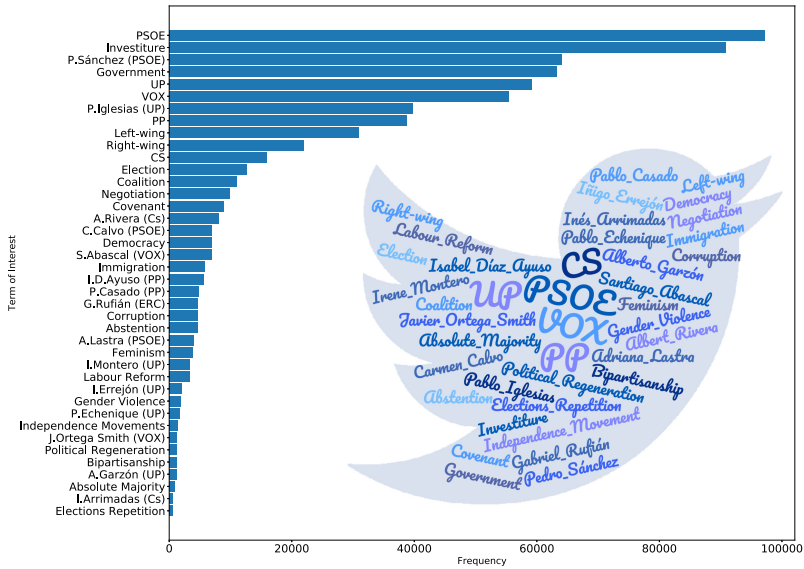 PSOE
Investiture
P.Sánchez (PSOE)
Government
UP
VOX
P.Iglesias (UP)
PP
Left-wing
Right-wing
CS
Election
Coalition
Negotiation
Covenant
A.Rivera (Cs)
C.Calvo (PSOE)
Democracy
S.Abascal (VOX)
Immigration
I.D.Ayuso (PP)
P.Casado (PP)
G.Rufián (ERC)
Corruption
Abstention
A.Lastra (PSOE)
Feminism
I.Montero (UP)
Labour Reform
I.Errejón (UP)
Gender Violence
P.Echenique (UP)
Independence Movements
J.Ortega Smith (VOX)
Political Regeneration
Bipartisanship
A.Garzón (UP)
Absolute Majority
I.Arrimadas (Cs)
Elections Repetition
Term of Interest
0 20000 40000 60000 80000 100000
Frequency
Pablo_Casado
Left-wing
Íñigo_Errejón
Democracy
Right-wing
Inés_Arrimadas
Negotiation
Labour_Reform
Pablo_Echenique
Immigration
Election
Isabel_Díaz_Ayuso
CS
Alberto_Garzón
Corruption
Irene_Montero
UP
PSOE
Santiago_Abascal
Coalition
Feminism
Javier_Ortega_Smith
VOX
Gender_Violence
Absolute_Majority
Albert_Rivera
PP
Adriana_Lastra
Carmen_Calvo
Political_Regeneration
Bipartisanship
Pablo_Iglesias
Abstention
Elections_Repetition
Investiture
Independence_Movement
Covenant
Gabriel_Rufián
Government
Pedro_Sánchez